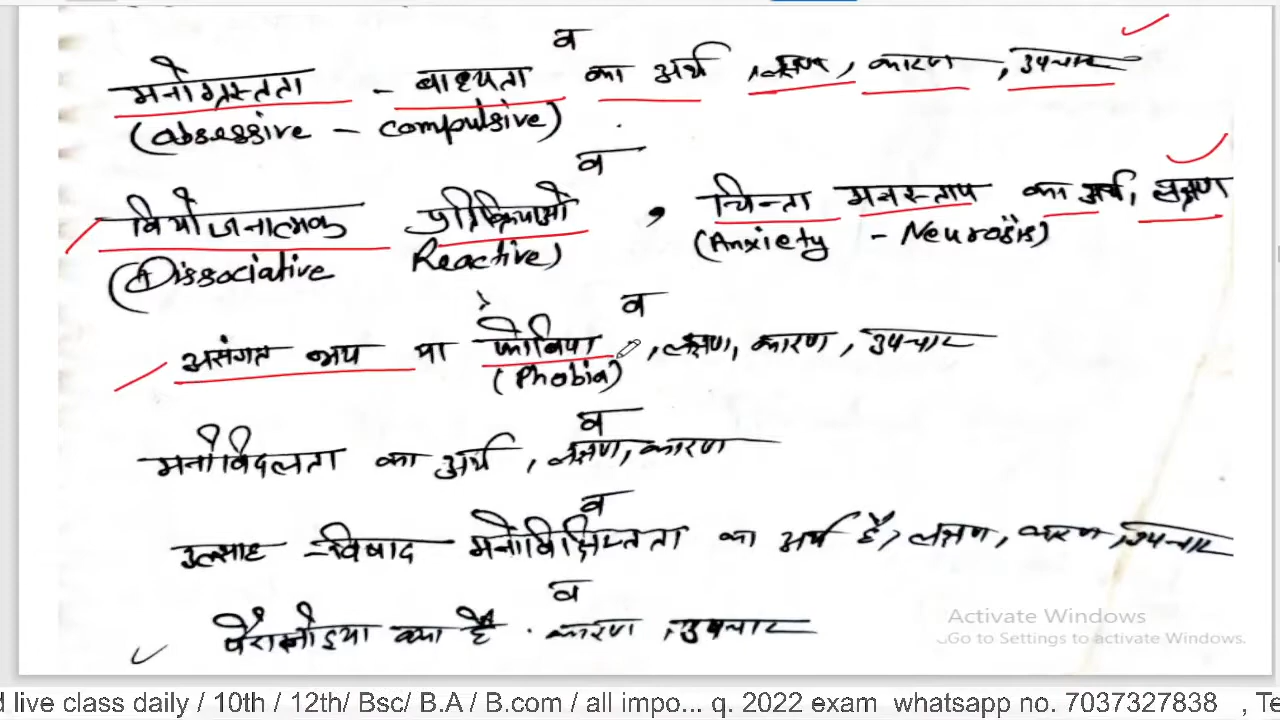 व
मनोग्रस्तता - बाध्यता का अर्थ, लक्षण, कारण, उपचार
(Obsessive - Compulsive)
व
वियोजनात्मक प्रतिक्रियाओ, चिन्ता मनस्ताप का अर्थ, लक्षण
(Dissociative Reactive) (Anxiety - Neurosis)
व
असंगत भय या फोबिया, लक्षण, कारण, उपचार
(Phobia)
व
मनोविदलता का अर्थ, लक्षण, कारण
व
उत्साह - विषाद मनोविक्षिप्तता का अर्थ है, लक्षण, कारण, उपचार
व
पैरानोइया क्या है. कारण, उपचार
Activate Windows
Go to Settings to activate Windows.
d live class daily / 10th / 12th/ Bsc/ B.A / B.com / all impo... q. 2022 exam whatsapp no. 7037327838 , Te